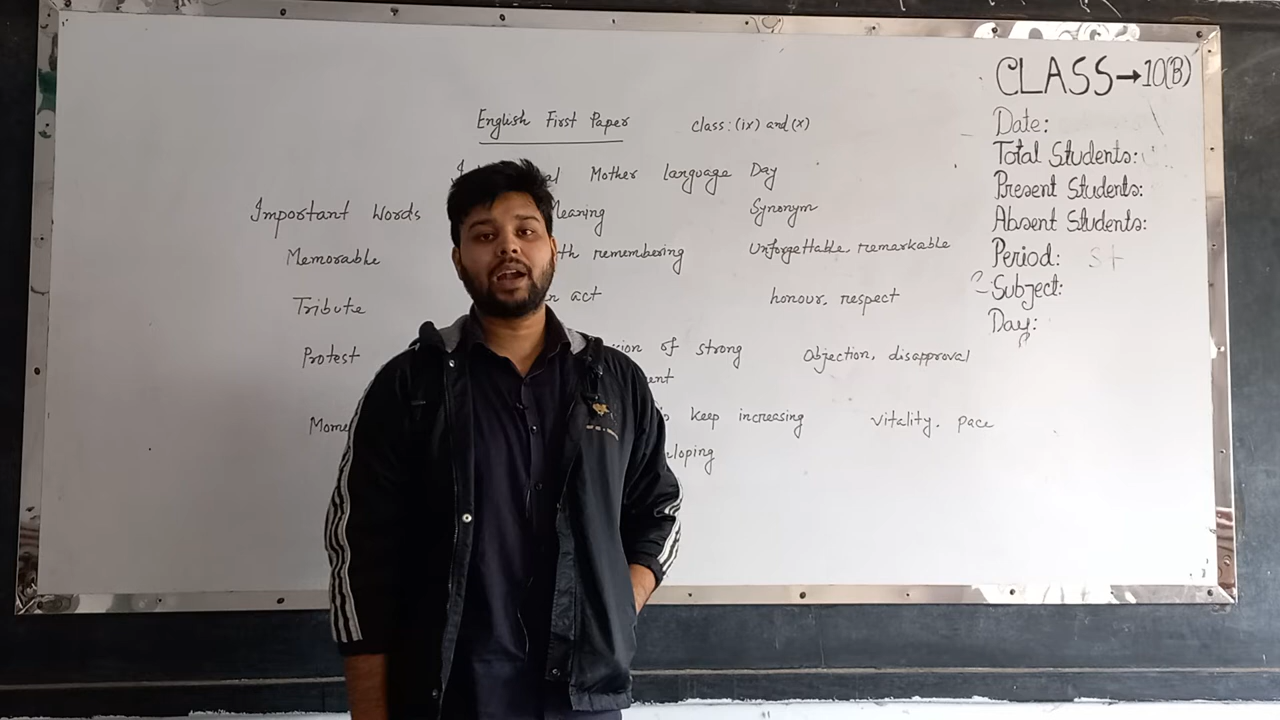 English First Paper class: (ix) and (x)
Mother language Day
Important Words Meaning Synonym
Memorable remembering Unforgettable, remarkable
Tribute act honour, respect
Protest of strong Objection, disapproval
keep increasing vitality. pace
CLASS→10(B)
Date:
Total Students:
Present Students:
Absent Students:
Period:
Subject:
Day: